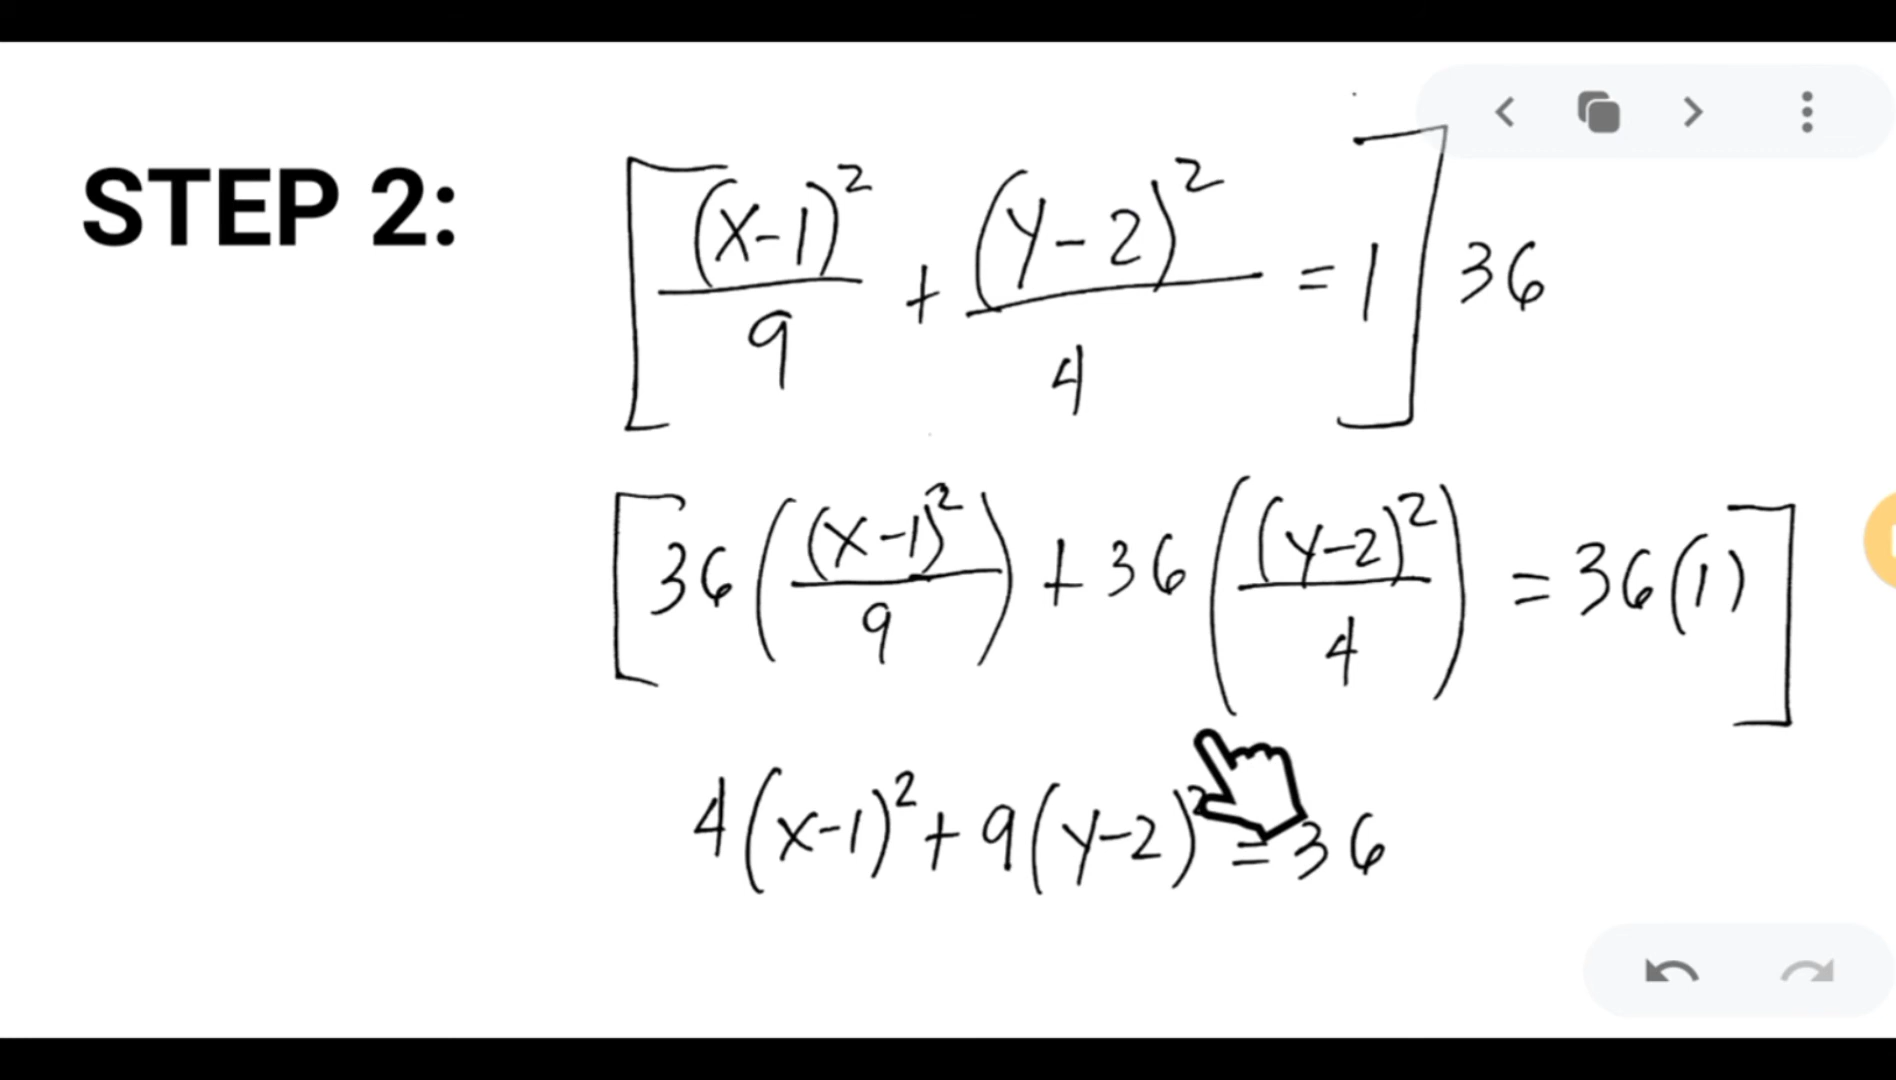 STEP 2:
[(x-1)²/9 + (y-2)²/4 = 1] 36
[36((x-1)²/9) + 36((y-2)²/4) = 36(1)]
4(x-1)² + 9(y-2)² = 36